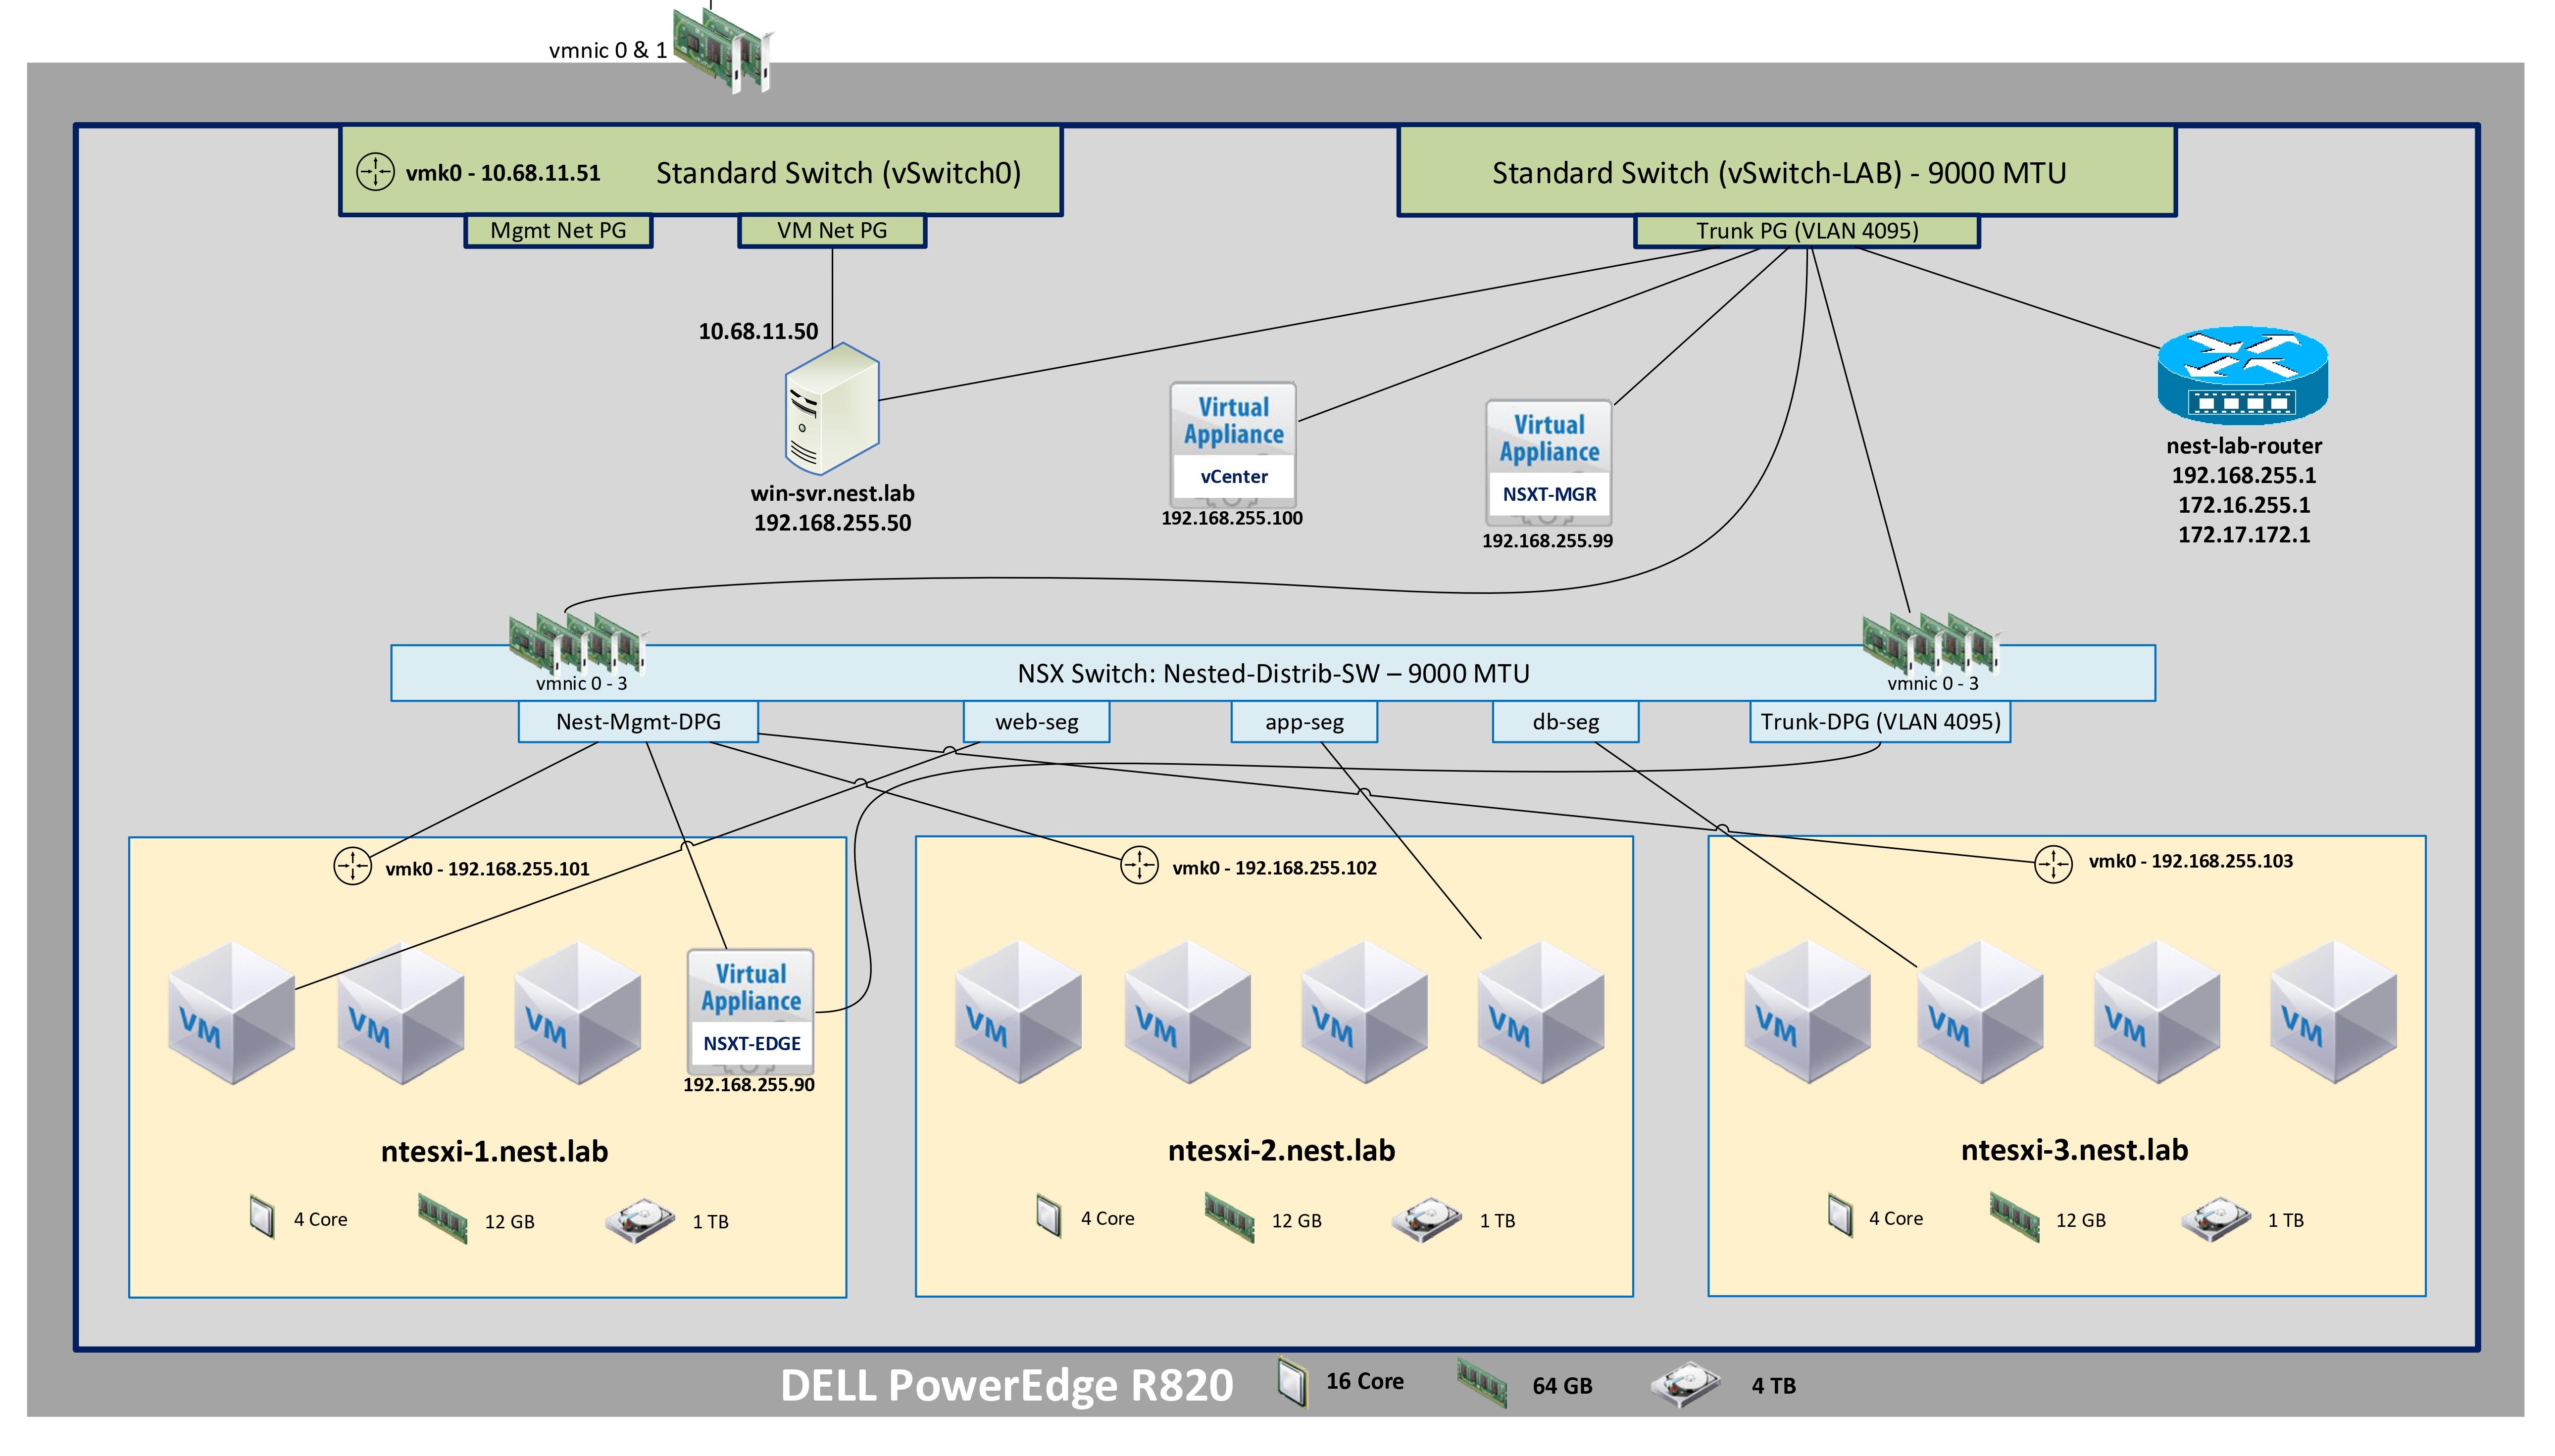 vmnic 0 & 1
vmk0 - 10.68.11.51
Standard Switch (vSwitch0)
Standard Switch (vSwitch-LAB) - 9000 MTU
Mgmt Net PG
VM Net PG
Trunk PG (VLAN 4095)
10.68.11.50
win-svr.nest.lab
192.168.255.50
Virtual
Appliance
vCenter
192.168.255.100
Virtual
Appliance
NSXT-MGR
192.168.255.99
nest-lab-router
192.168.255.1
172.16.255.1
172.17.172.1
vmnic 0 - 3
NSX Switch: Nested-Distrib-SW – 9000 MTU
vmnic 0 - 3
Nest-Mgmt-DPG
web-seg
app-seg
db-seg
Trunk-DPG (VLAN 4095)
vmk0 - 192.168.255.101
VM
VM
VM
Virtual
Appliance
NSXT-EDGE
192.168.255.90
ntesxi-1.nest.lab
4 Core
12 GB
1 TB
vmk0 - 192.168.255.102
VM
VM
VM
VM
ntesxi-2.nest.lab
4 Core
12 GB
1 TB
vmk0 - 192.168.255.103
VM
VM
VM
VM
ntesxi-3.nest.lab
4 Core
12 GB
1 TB
DELL PowerEdge R820
16 Core
64 GB
4 TB